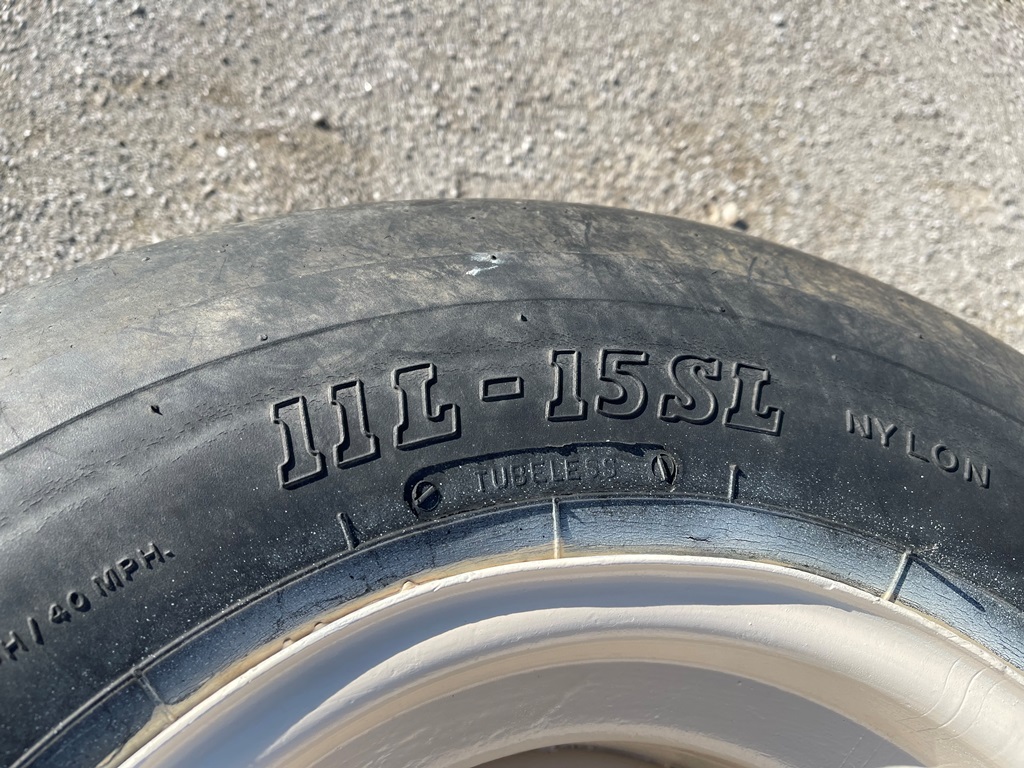 11L-15SL
NYLON
TUBELESS
H / 40 MPH.